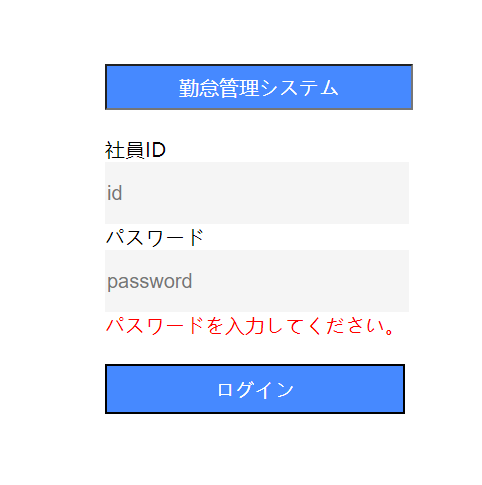 勤怠管理システム
社員ID
id
パスワード
password
パスワードを入力してください。
ログイン